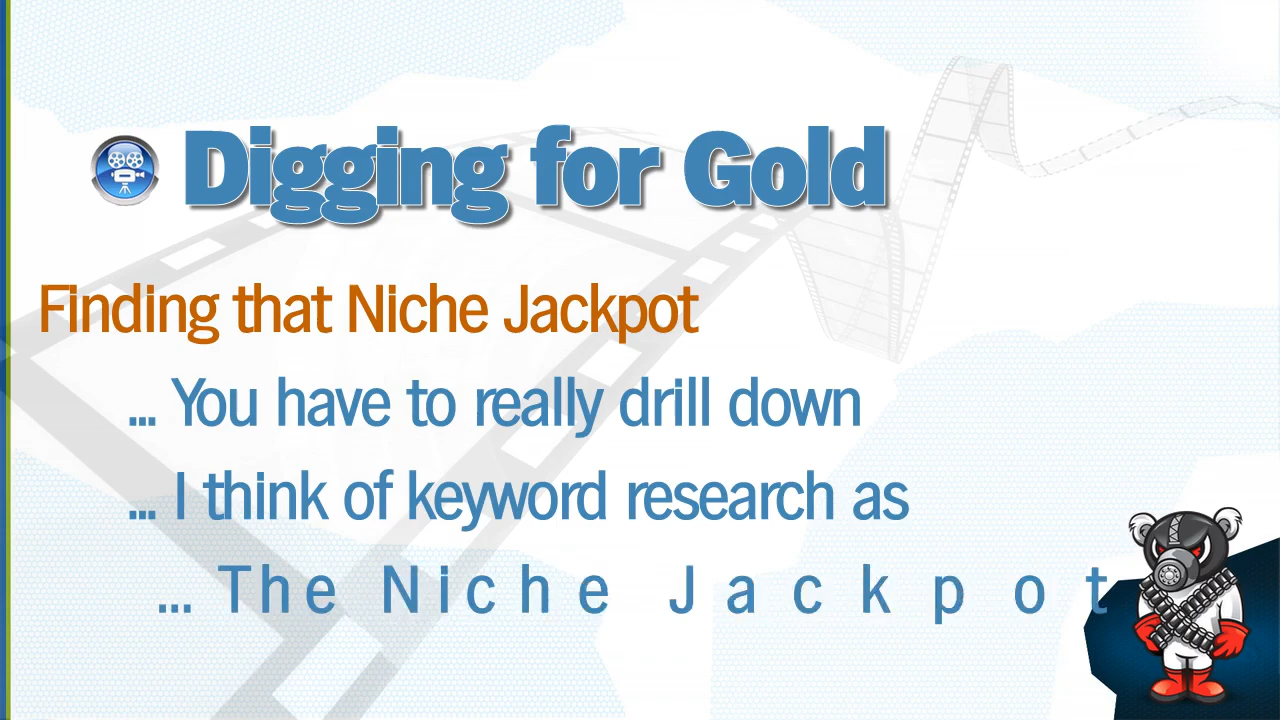 Digging for Gold
Finding that Niche Jackpot
... You have to really drill down
... I think of keyword research as
... The Niche Jackpot